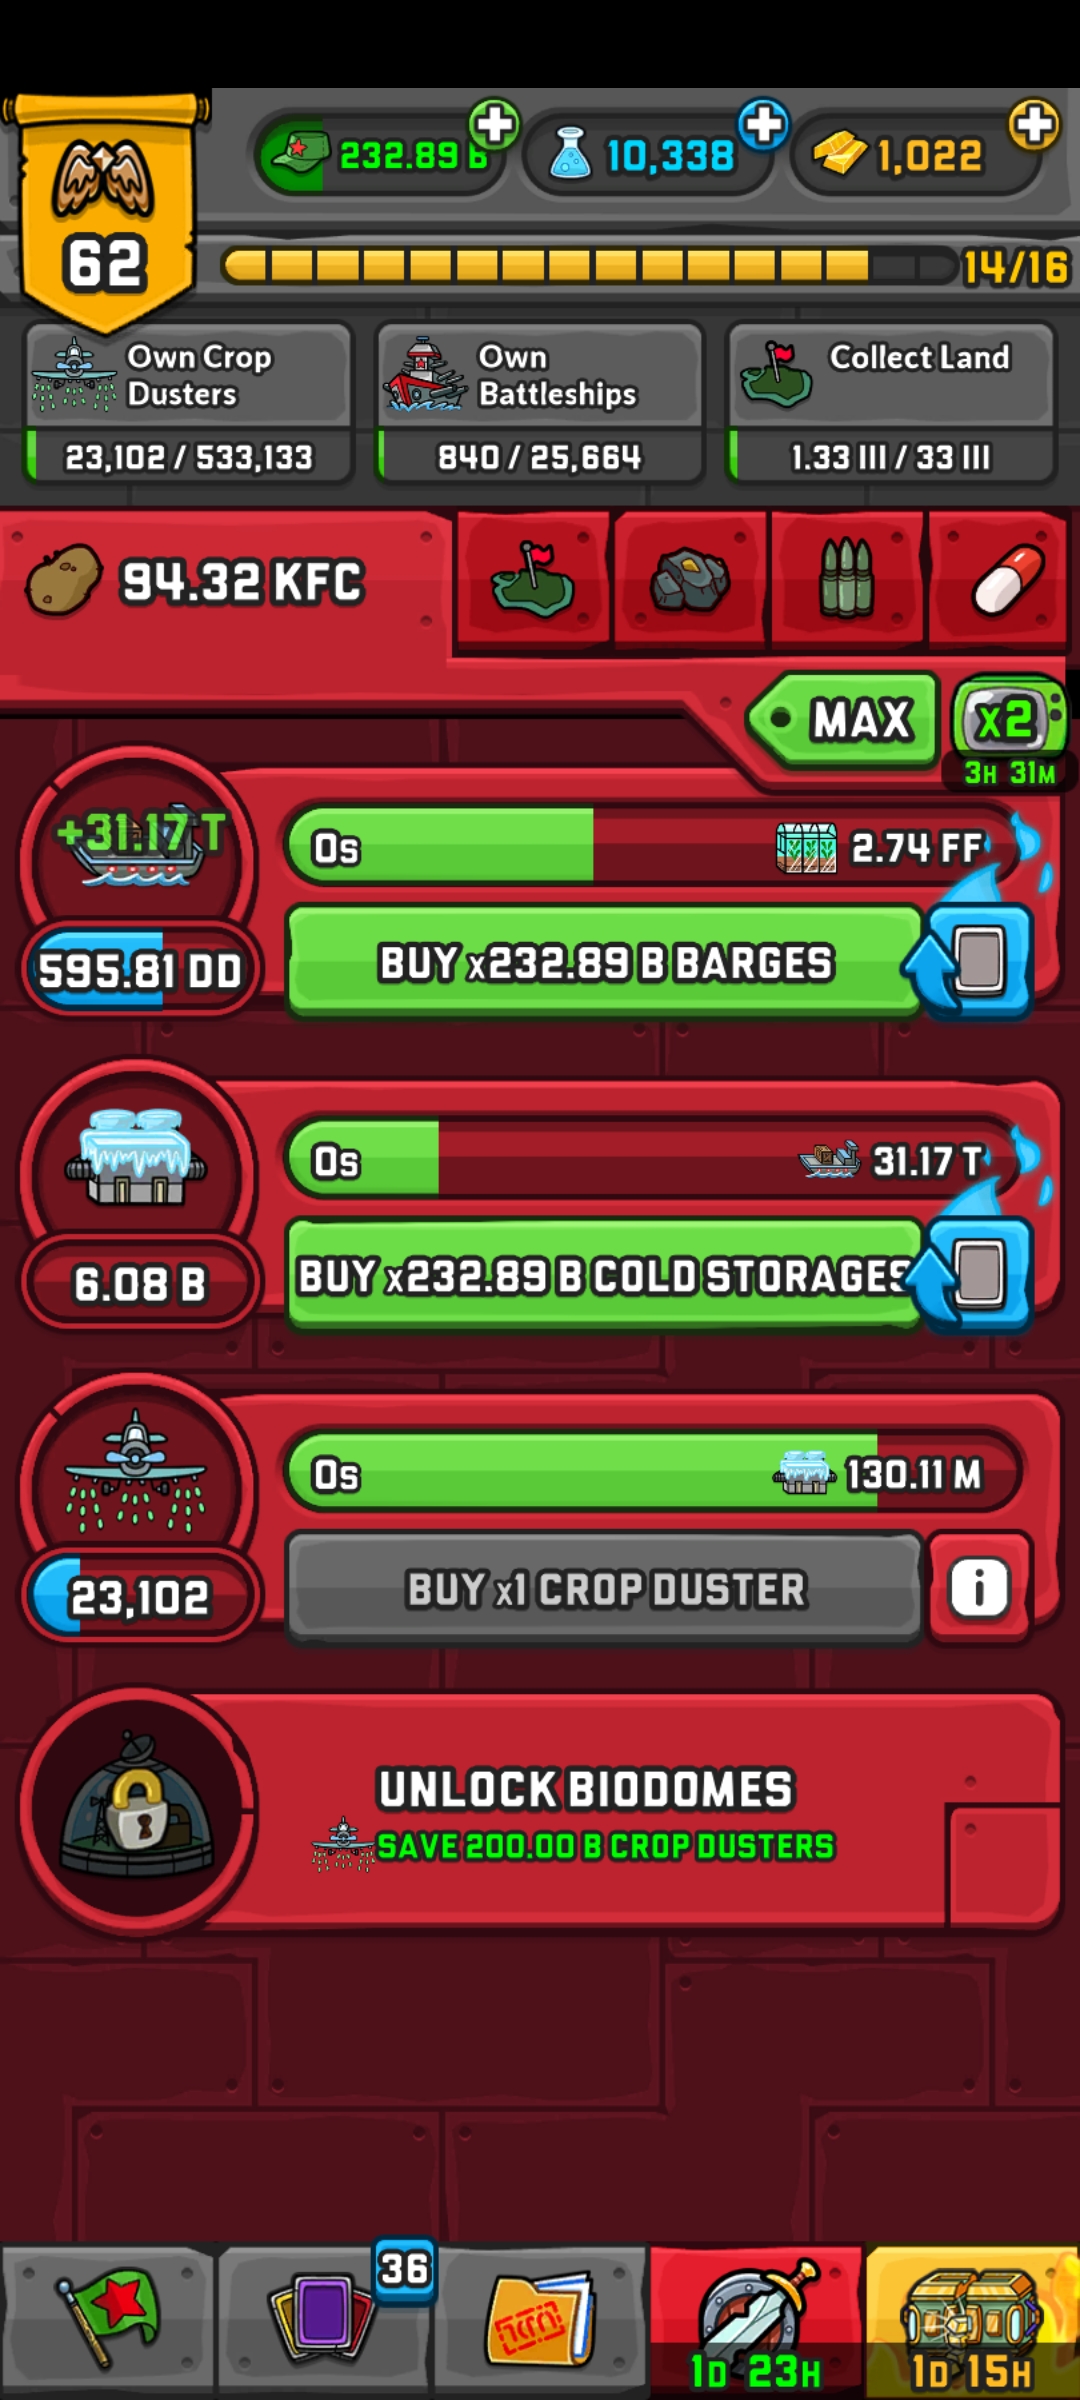 232.89 B
10,338
1,022
62
14/16
Own Crop
Dusters
23,102 / 533,133
Own
Battleships
840 / 25,664
Collect Land
1.33 III / 33 III
94.32 KFC
MAX
x2
3H 31M
+31.17 T
595.81 DD
0s
2.74 FF
BUY x232.89 B BARGES
6.08 B
0s
31.17 T
BUY x232.89 B COLD STORAGES
23,102
0s
130.11 M
BUY x1 CROP DUSTER
i
UNLOCK BIODOMES
SAVE 200.00 B CROP DUSTERS
36
1D 23H
1D 15H